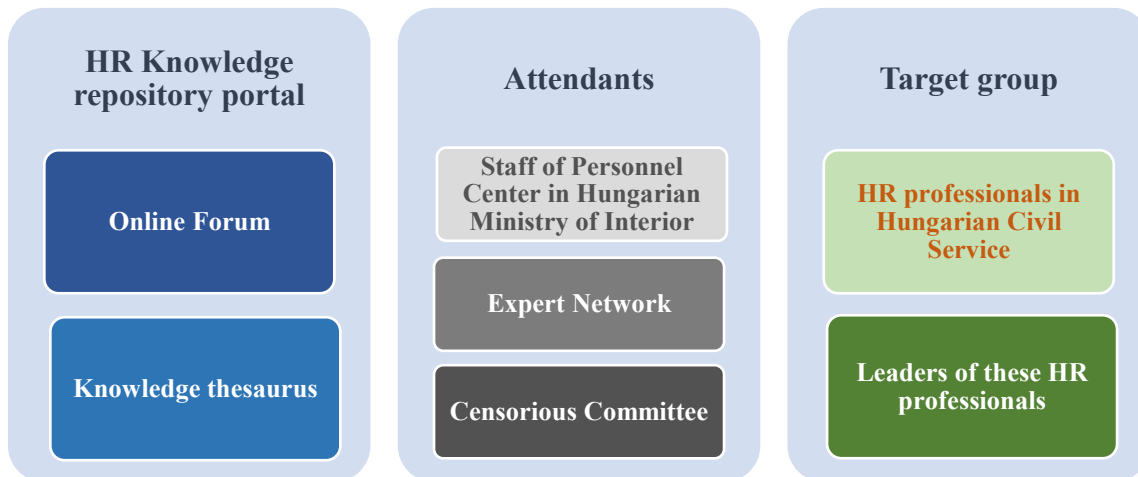 HR Knowledge
repository portal
Online Forum
Knowledge thesaurus
Attendants
Staff of Personnel
Center in Hungarian
Ministry of Interior
Expert Network
Censorious Committee
Target group
HR professionals in
Hungarian Civil
Service
Leaders of these HR
professionals